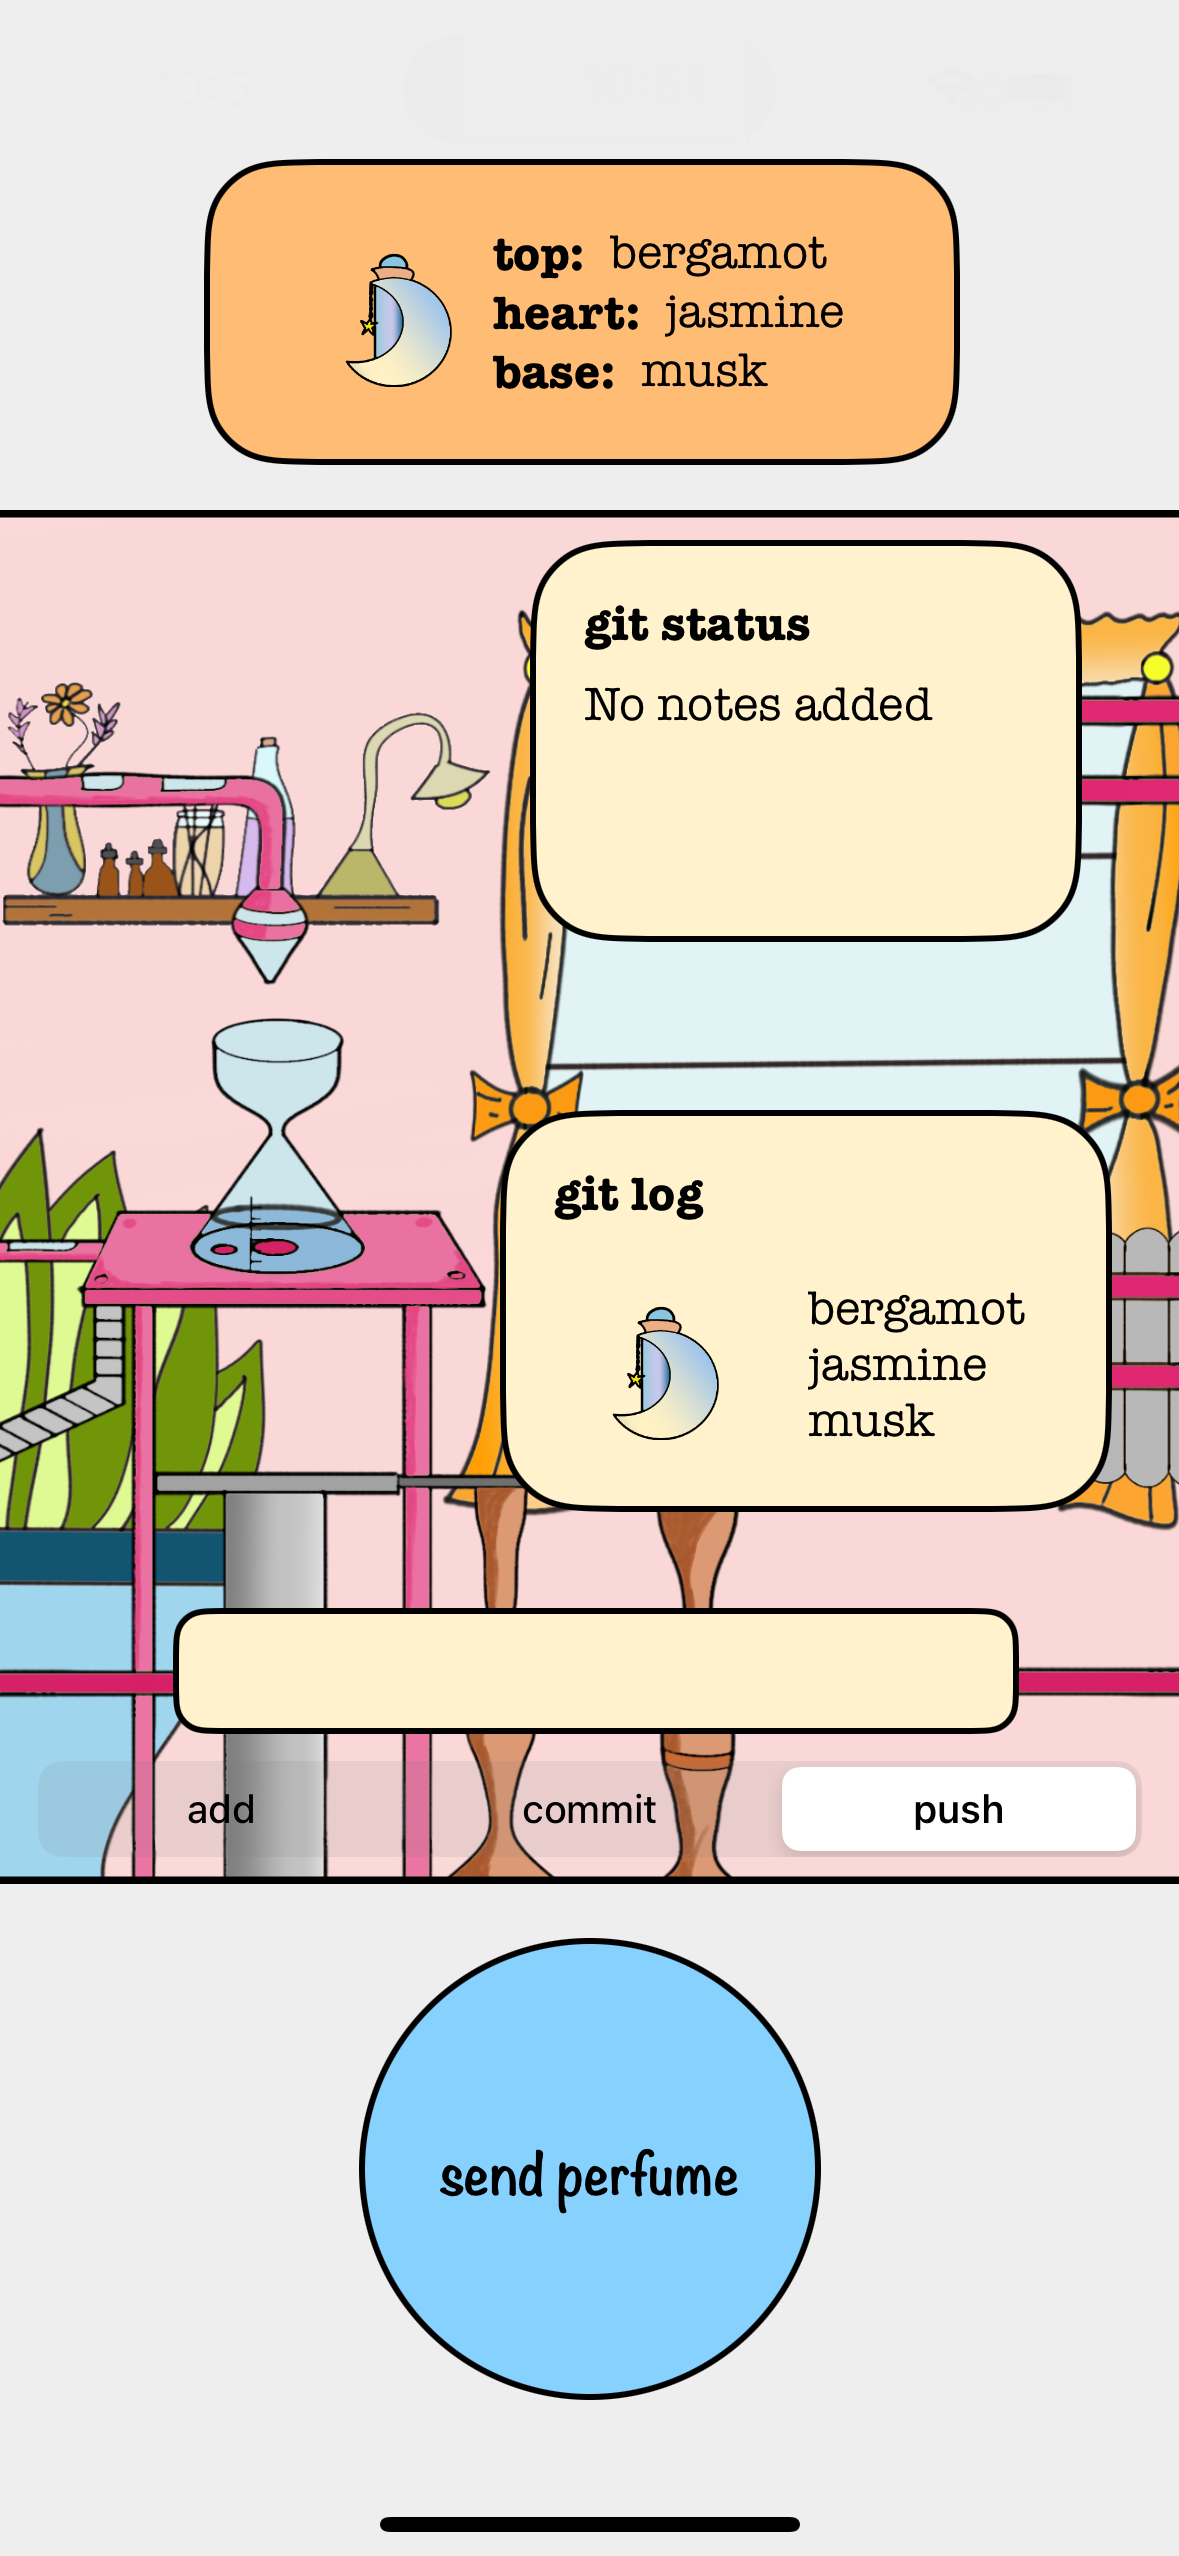 top: bergamot
heart: jasmine
base: musk
git status
No notes added
git log
bergamot
jasmine
musk
add commit push
send perfume